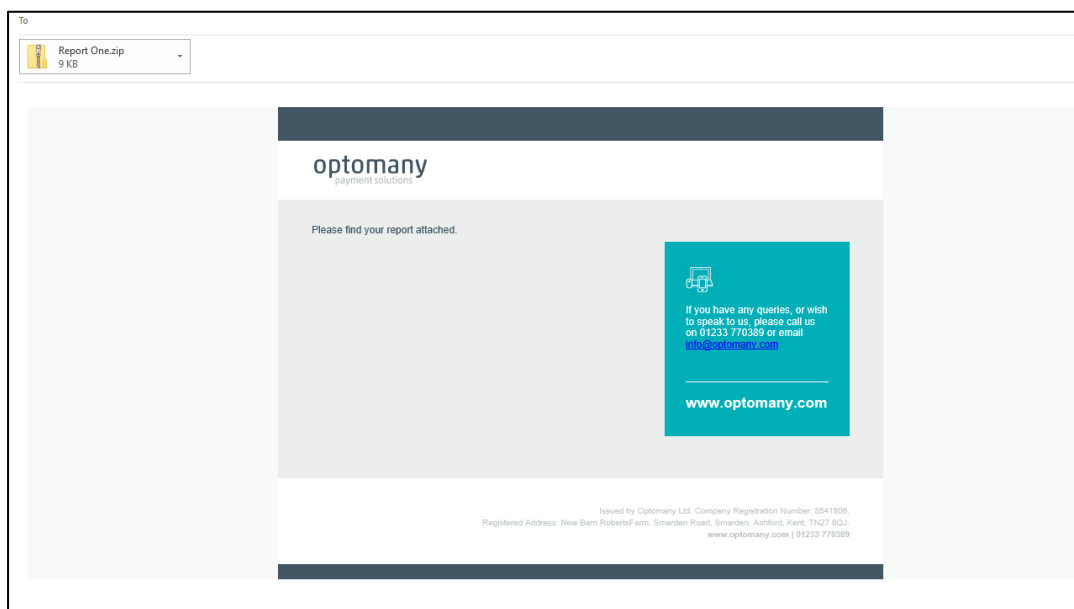 To
Report One.zip
9 KB
optomany
payment solutions
Please find your report attached.
If you have any queries, or wish
to speak to us, please call us
on 01233 770389 or email
info@optomany.com
www.optomany.com
Issued by Optomany Ltd. Company Registration Number: 8541806.
Registered Address: New Barn RobertsFarm, Smarden Road, Smarden, Ashford, Kent, TN27 8QJ.
www.optomany.com | 01233 770389